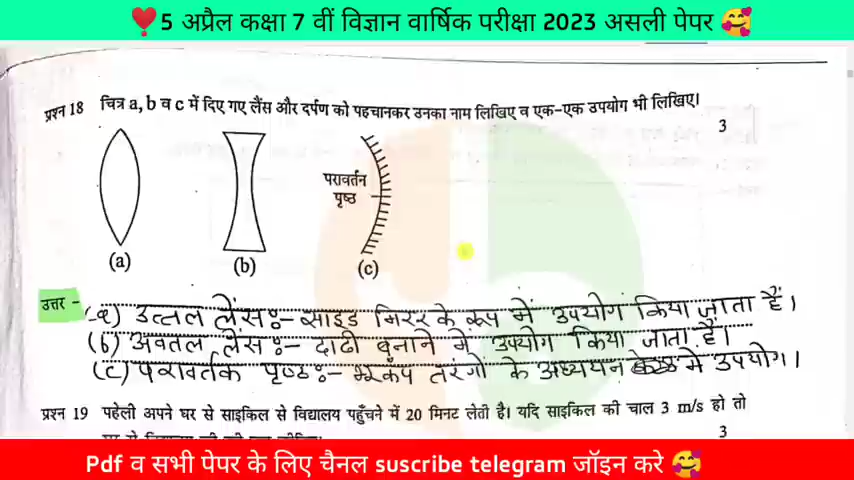 ❤️5 अप्रैल कक्षा 7 वीं विज्ञान वार्षिक परीक्षा 2023 असली पेपर 🥰
प्रश्न 18 चित्र a, b व c में दिए गए लैंस और दर्पण को पहचानकर उनका नाम लिखिए व एक-एक उपयोग भी लिखिए।
3
परावर्तन
पृष्ठ
(a)
(b)
(c)
उत्तर -
(a) उत्तल लेंसः- साइड मिरर के रूप में उपयोग किया जाता हैं।
(b) अवतल लेंस :- दाढी बनाने में उपयोग किया जाता है।
(c) परावर्तक पृष्ठः- भूकंप तरंगों के अध्ययन में उपयोग।
प्रश्न 19 पहेली अपने घर से साइकिल से विद्यालय पहुँचने में 20 मिनट लेती है। यदि साइकिल की चाल 3 m/s हो तो
3
Pdf व सभी पेपर के लिए चैनल suscribe telegram जॉइन करे 🥰